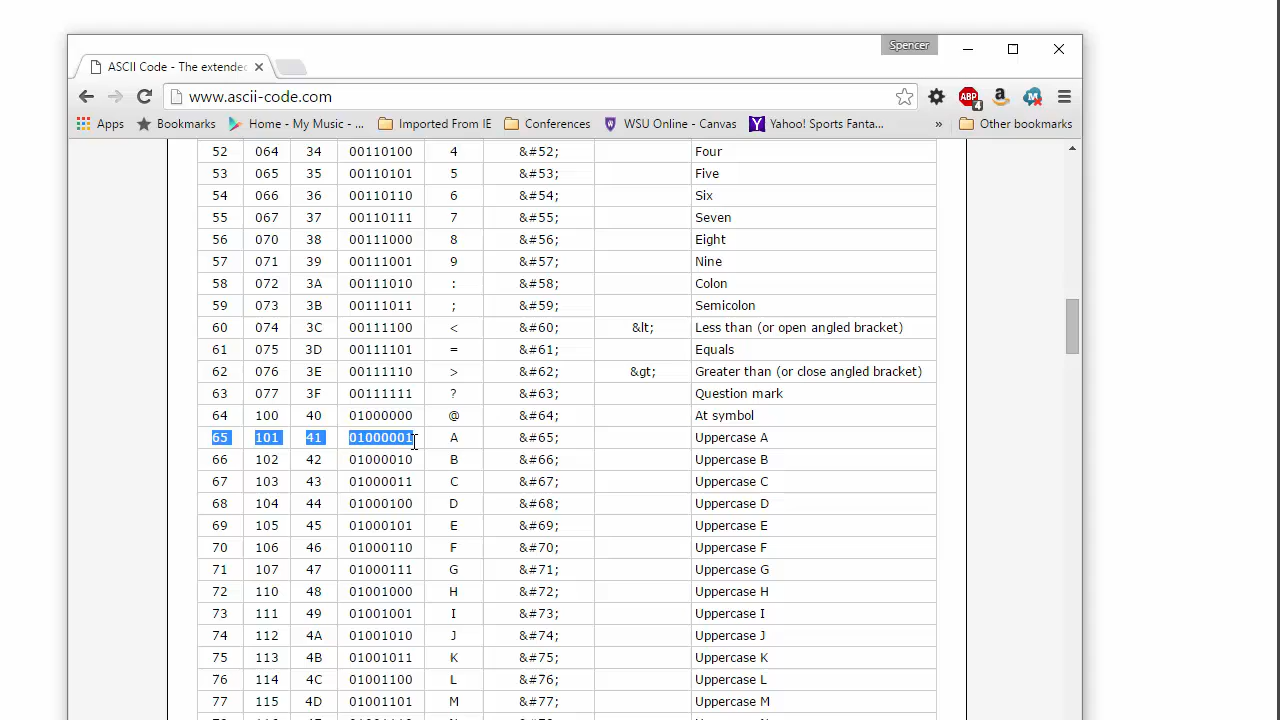 Spencer
ASCII Code - The extended
www.ascii-code.com
ABP 4
Apps Bookmarks Home - My Music - ... Imported From IE Conferences WSU Online - Canvas Yahoo! Sports Fanta... » Other bookmarks
52 064 34 00110100 4 &#52; Four
53 065 35 00110101 5 &#53; Five
54 066 36 00110110 6 &#54; Six
55 067 37 00110111 7 &#55; Seven
56 070 38 00111000 8 &#56; Eight
57 071 39 00111001 9 &#57; Nine
58 072 3A 00111010 : &#58; Colon
59 073 3B 00111011 ; &#59; Semicolon
60 074 3C 00111100 < &#60; &lt; Less than (or open angled bracket)
61 075 3D 00111101 = &#61; Equals
62 076 3E 00111110 > &#62; &gt; Greater than (or close angled bracket)
63 077 3F 00111111 ? &#63; Question mark
64 100 40 01000000 @ &#64; At symbol
65 101 41 01000001 A &#65; Uppercase A
66 102 42 01000010 B &#66; Uppercase B
67 103 43 01000011 C &#67; Uppercase C
68 104 44 01000100 D &#68; Uppercase D
69 105 45 01000101 E &#69; Uppercase E
70 106 46 01000110 F &#70; Uppercase F
71 107 47 01000111 G &#71; Uppercase G
72 110 48 01001000 H &#72; Uppercase H
73 111 49 01001001 I &#73; Uppercase I
74 112 4A 01001010 J &#74; Uppercase J
75 113 4B 01001011 K &#75; Uppercase K
76 114 4C 01001100 L &#76; Uppercase L
77 115 4D 01001101 M &#77; Uppercase M